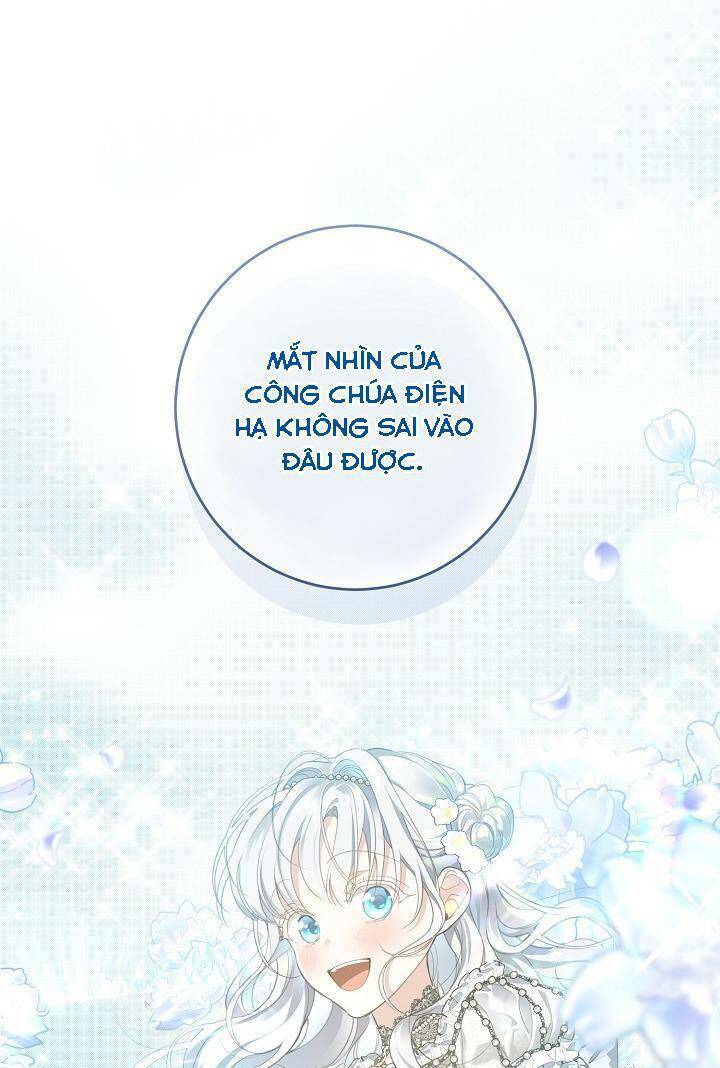 MẮT NHÌN CỦA
CÔNG CHÚA ĐIỆN
HẠ KHÔNG SAI VÀO
ĐÂU ĐƯỢC.